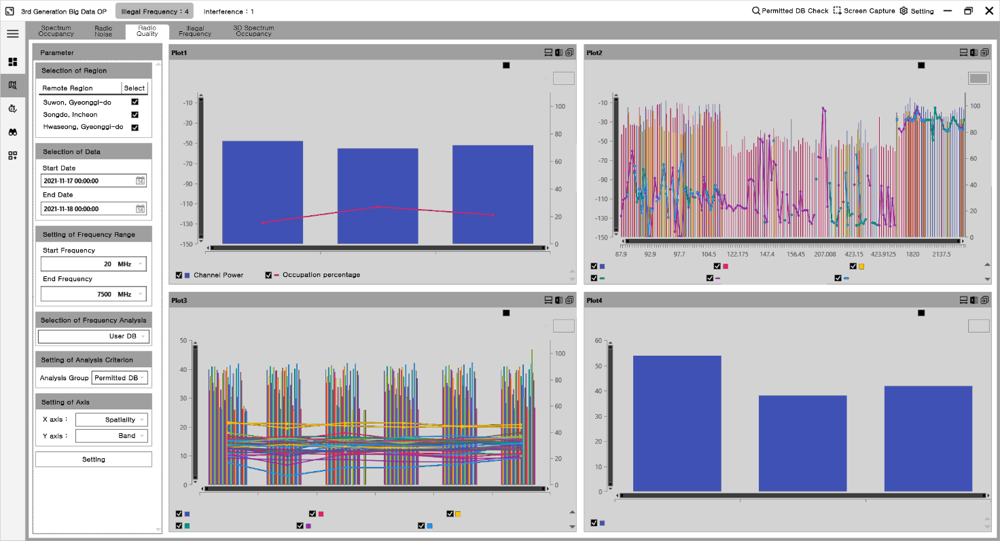 3rd Generation Big Data OP
Illegal Frequency : 4
Interference : 1
Permitted DB Check
Screen Capture
Setting
Spectrum
Occupancy
Radio
Noise
Radio
Quality
Illegal
Frequency
3D Spectrum
Occupancy
Parameter
Selection of Region
Remote Region Select
Suwon, Gyeonggi-do
Songdo, Incheon
Hwaseong, Gyeonggi-do
Selection of Data
Start Date
2021-11-17 00:00:00
14
End Date
2021-11-18 00:00:00
14
Setting of Frequency Range
Start Frequency
20 MHz
End Frequency
7500 MHz
Selection of Frequency Analysis
User DB
Setting of Analysis Criterion
Analysis Group Permitted DB
Setting of Axis
X axis : Spatiality
Y axis : Band
Setting
Plot1
-10
-30
-50
-70
-90
-110
-130
-150
100
80
60
40
20
0
Channel Power
Occupation percentage
Plot2
-10
-30
-50
-70
-90
-110
-130
-150
100
80
60
40
20
0
87.9 92.9 97.7 104.5 122.175 147.4 156.45 207.008 423.15 423.9125 1820 2137.5
Plot3
50
40
30
20
10
0
100
80
60
40
20
0
Plot4
60
50
40
30
20
10
0